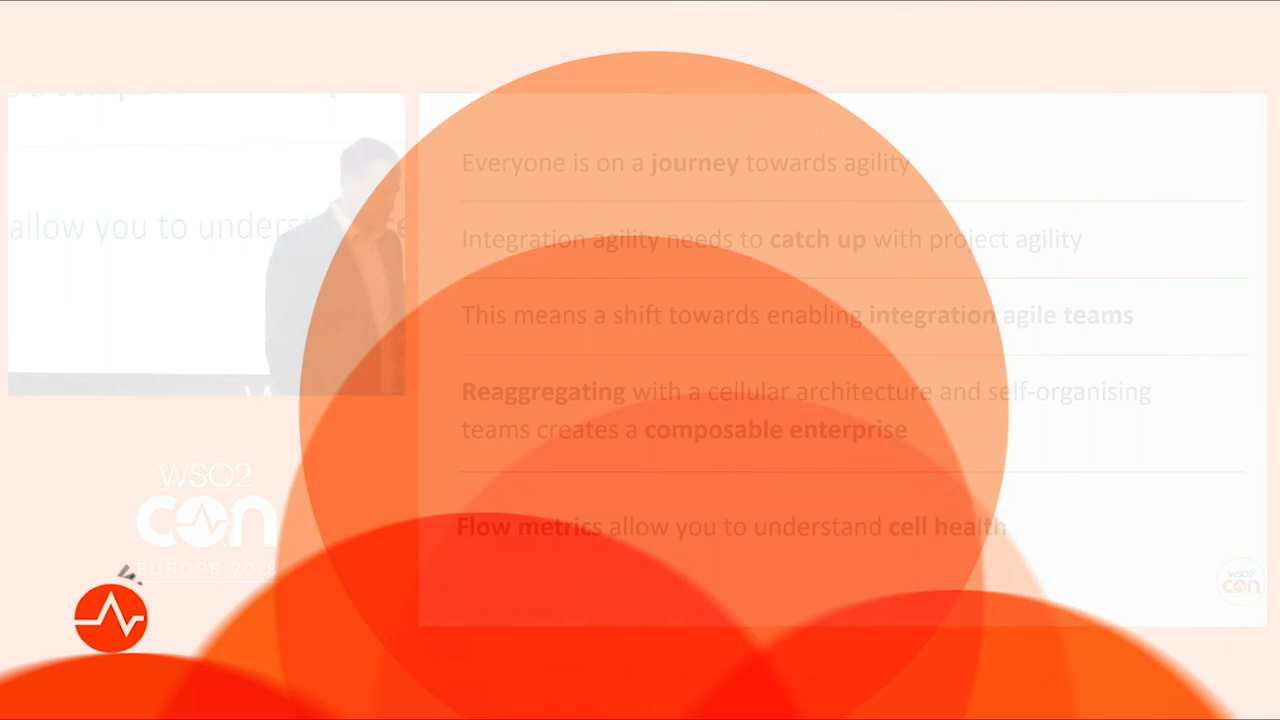 allow you to underst
Everyone is on a journey towards agility
Integration agility needs to catch up with project agility
This means a shift towards enabling integration agile teams
Reaggregating with a cellular architecture and self-organising
teams creates a composable enterprise
Flow metrics allow you to understand cell health
WSO2
con
EUROPE 2018
WSO2
con